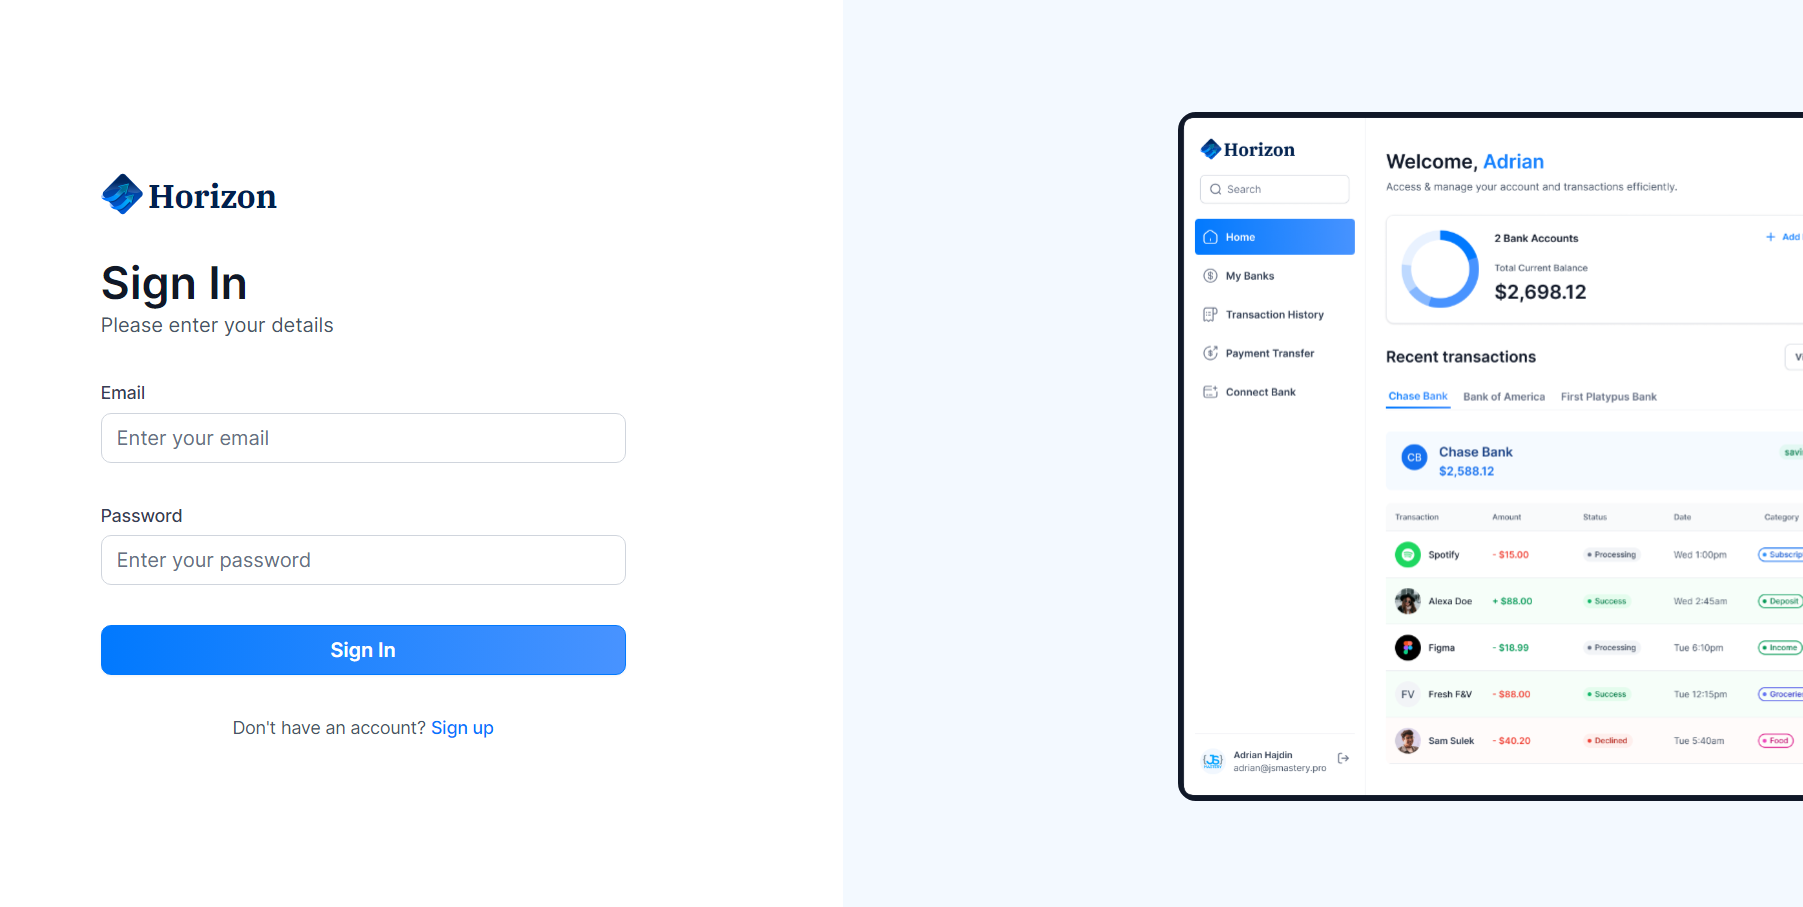 Horizon
Sign In
Please enter your details
Email
Enter your email
Password
Enter your password
Sign In
Don't have an account? Sign up
Horizon
Search
Home
My Banks
Transaction History
Payment Transfer
Connect Bank
Adrian Hajdin
adrian@jsmastery.pro
Welcome, Adrian
Access & manage your account and transactions efficiently.
2 Bank Accounts
+ Add
Total Current Balance
$2,698.12
Recent transactions
Chase Bank Bank of America First Platypus Bank
CB
Chase Bank
$2,588.12
savi
Transaction Amount Status Date Category
Spotify - $15.00 Processing Wed 1:00pm Subscrip
Alexa Doe + $88.00 Success Wed 2:45am Deposit
Figma - $18.99 Processing Tue 6:10pm Income
FV Fresh F&V - $88.00 Success Tue 12:15pm Grocerie
Sam Sulek - $40.20 Declined Tue 5:40am Food